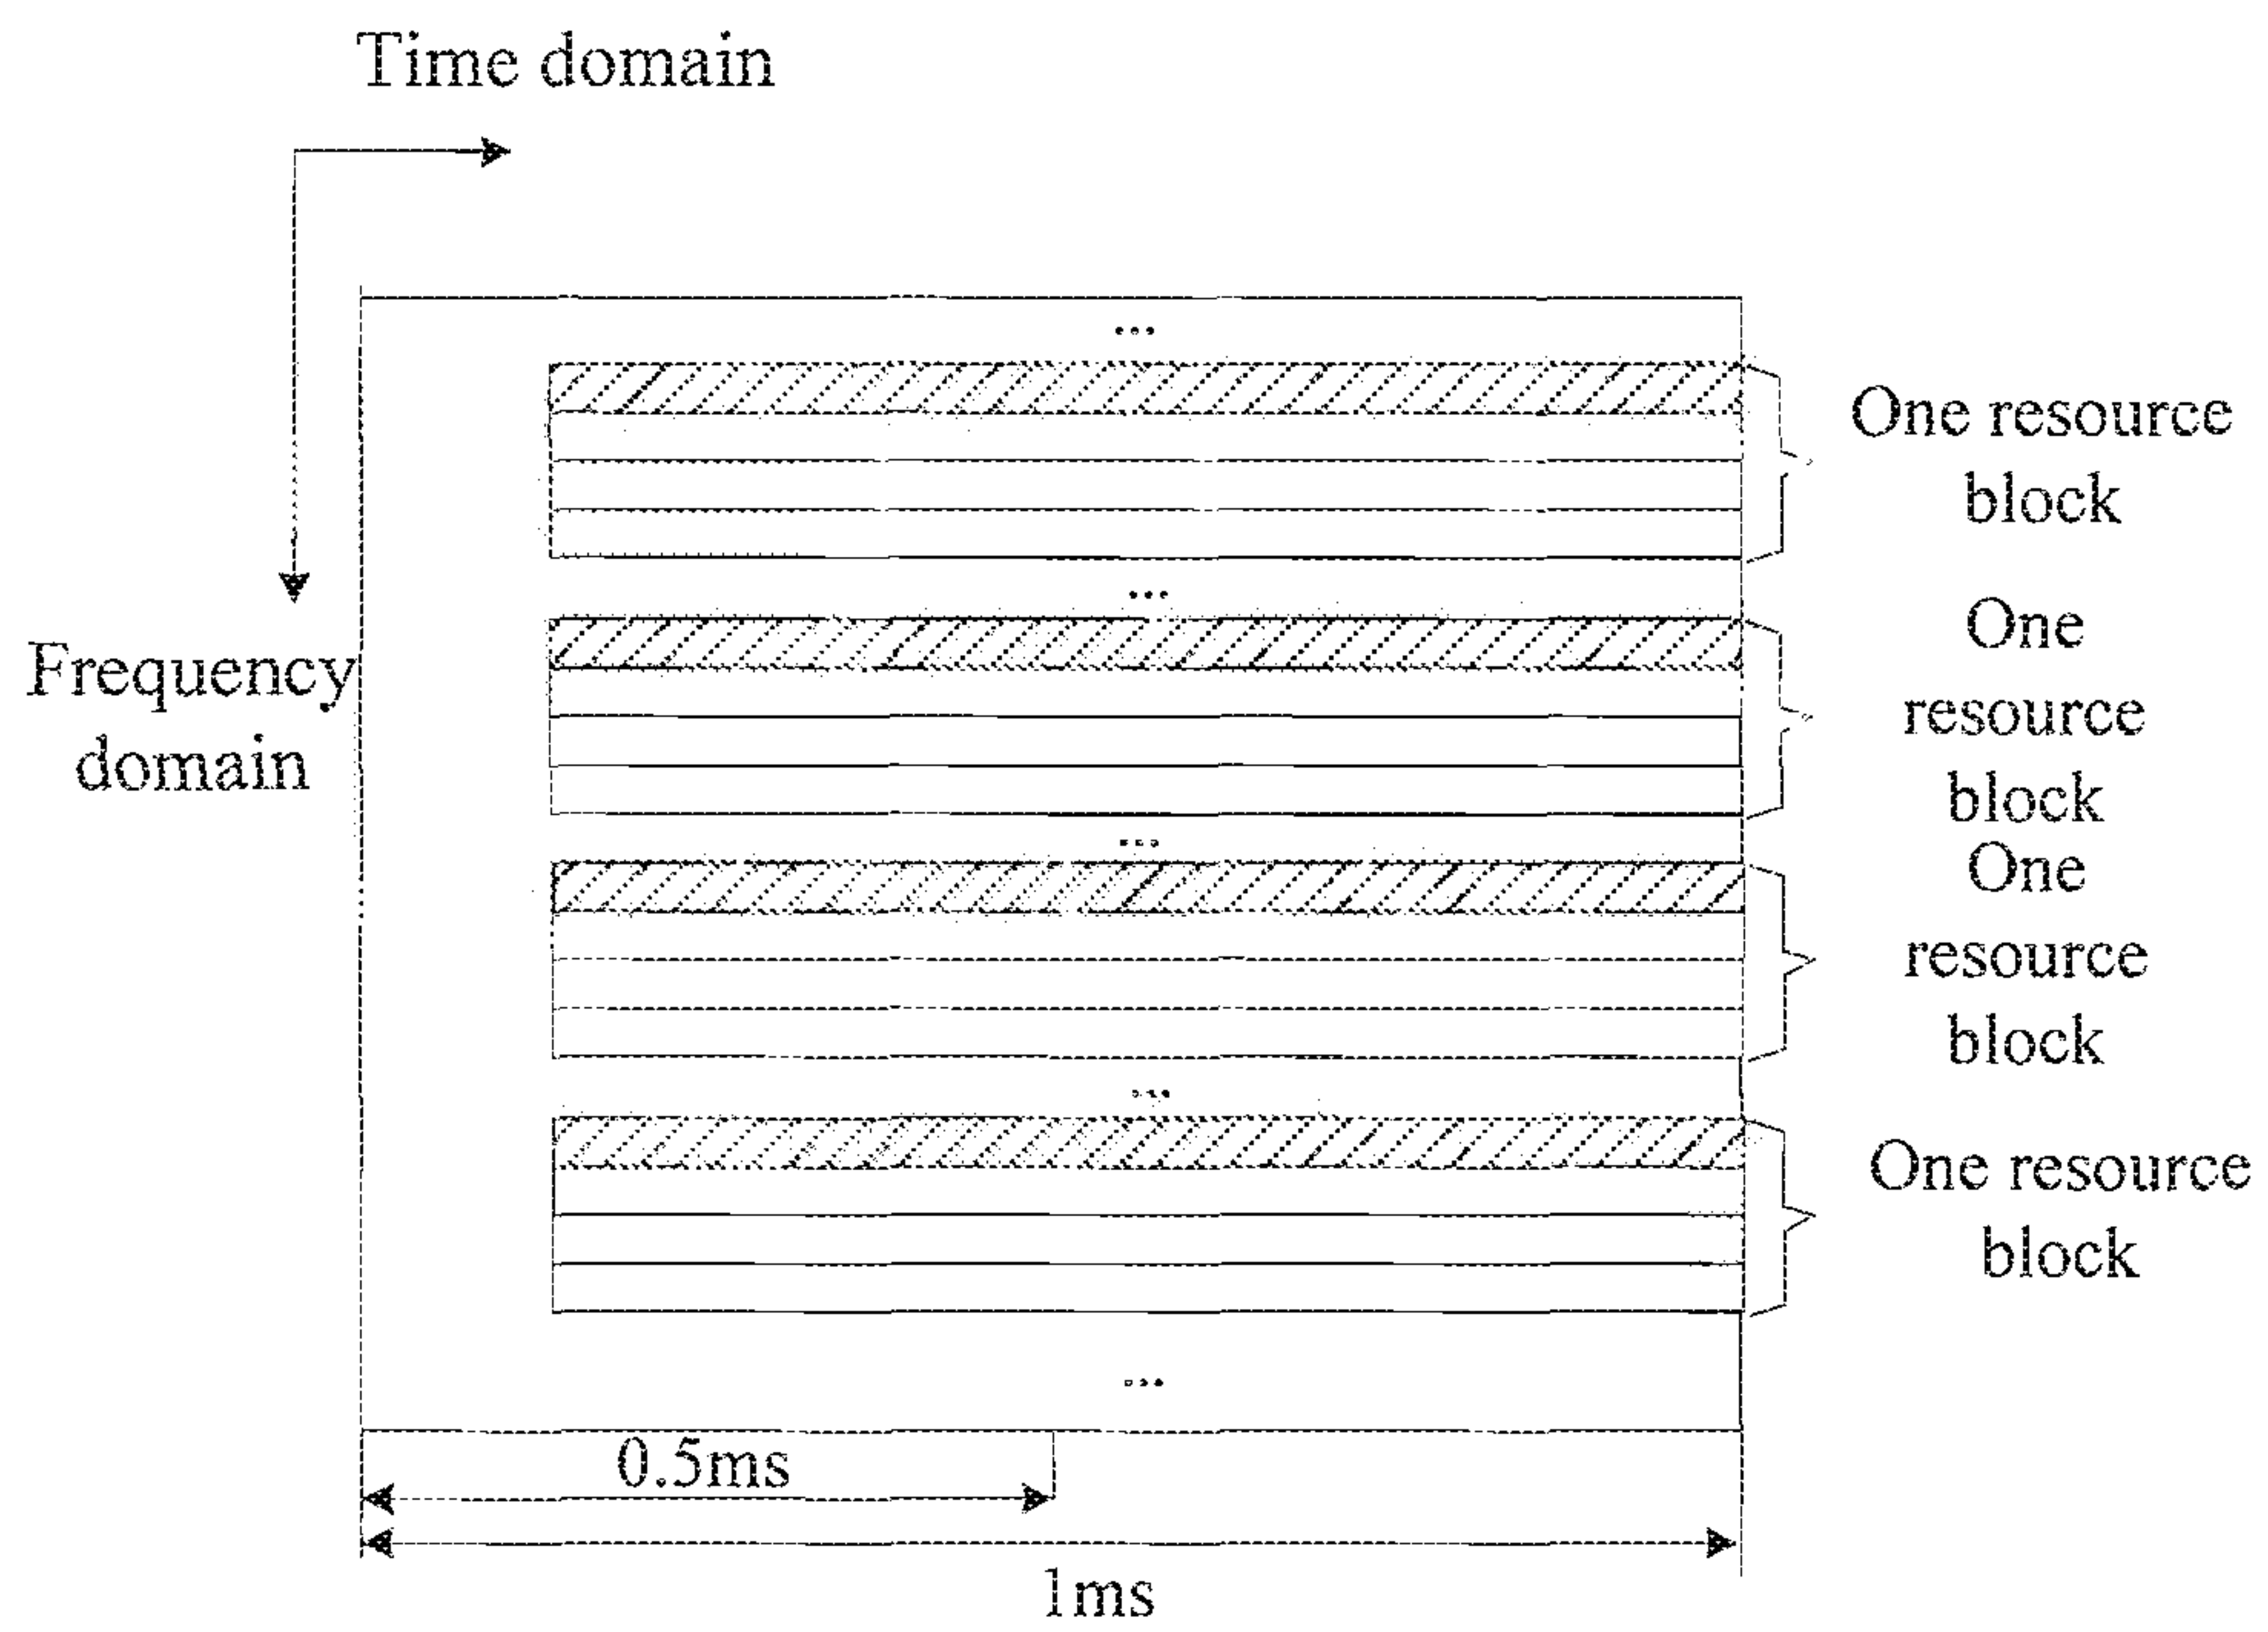 Time domain
...
One resource
block
...
Frequency
domain
One
resource
block
...
One
resource
block
...
One resource
block
...
0.5ms
1ms